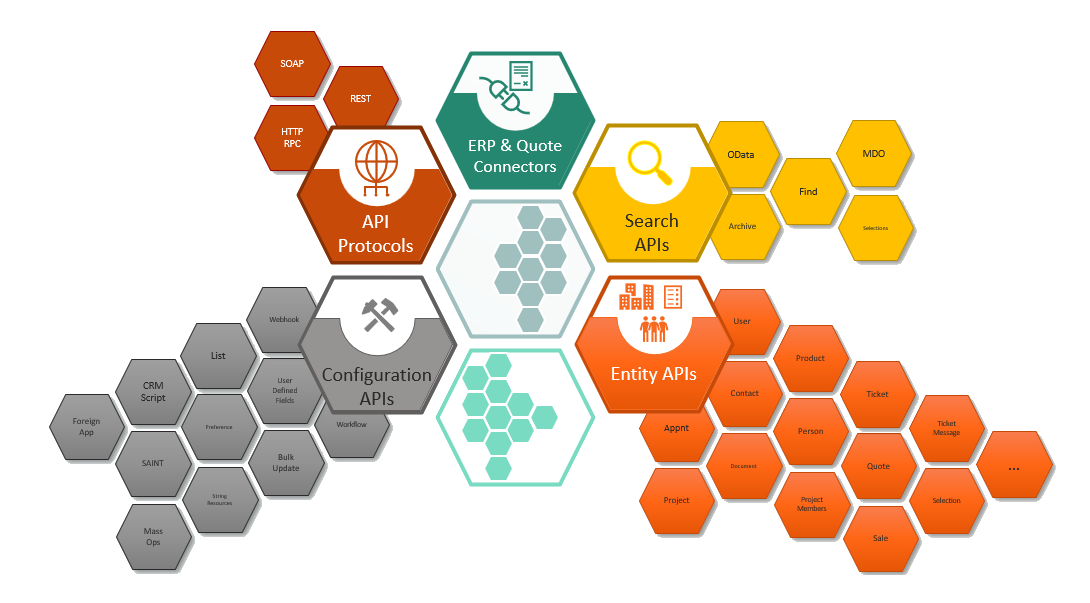 SOAP
REST
HTTP
RPC
API
Protocols
ERP & Quote
Connectors
Search
APIs
OData
Archive
Find
MDO
Selections
Configuration
APIs
Webhook
List
CRM
Script
User
Defined
Fields
Foreign
App
Preference
Workflow
SAINT
Bulk
Update
String
Resources
Mass
Ops
Entity APIs
User
Product
Contact
Ticket
Appnt
Person
Ticket
Message
Document
Quote
...
Project
Project
Members
Selection
Sale